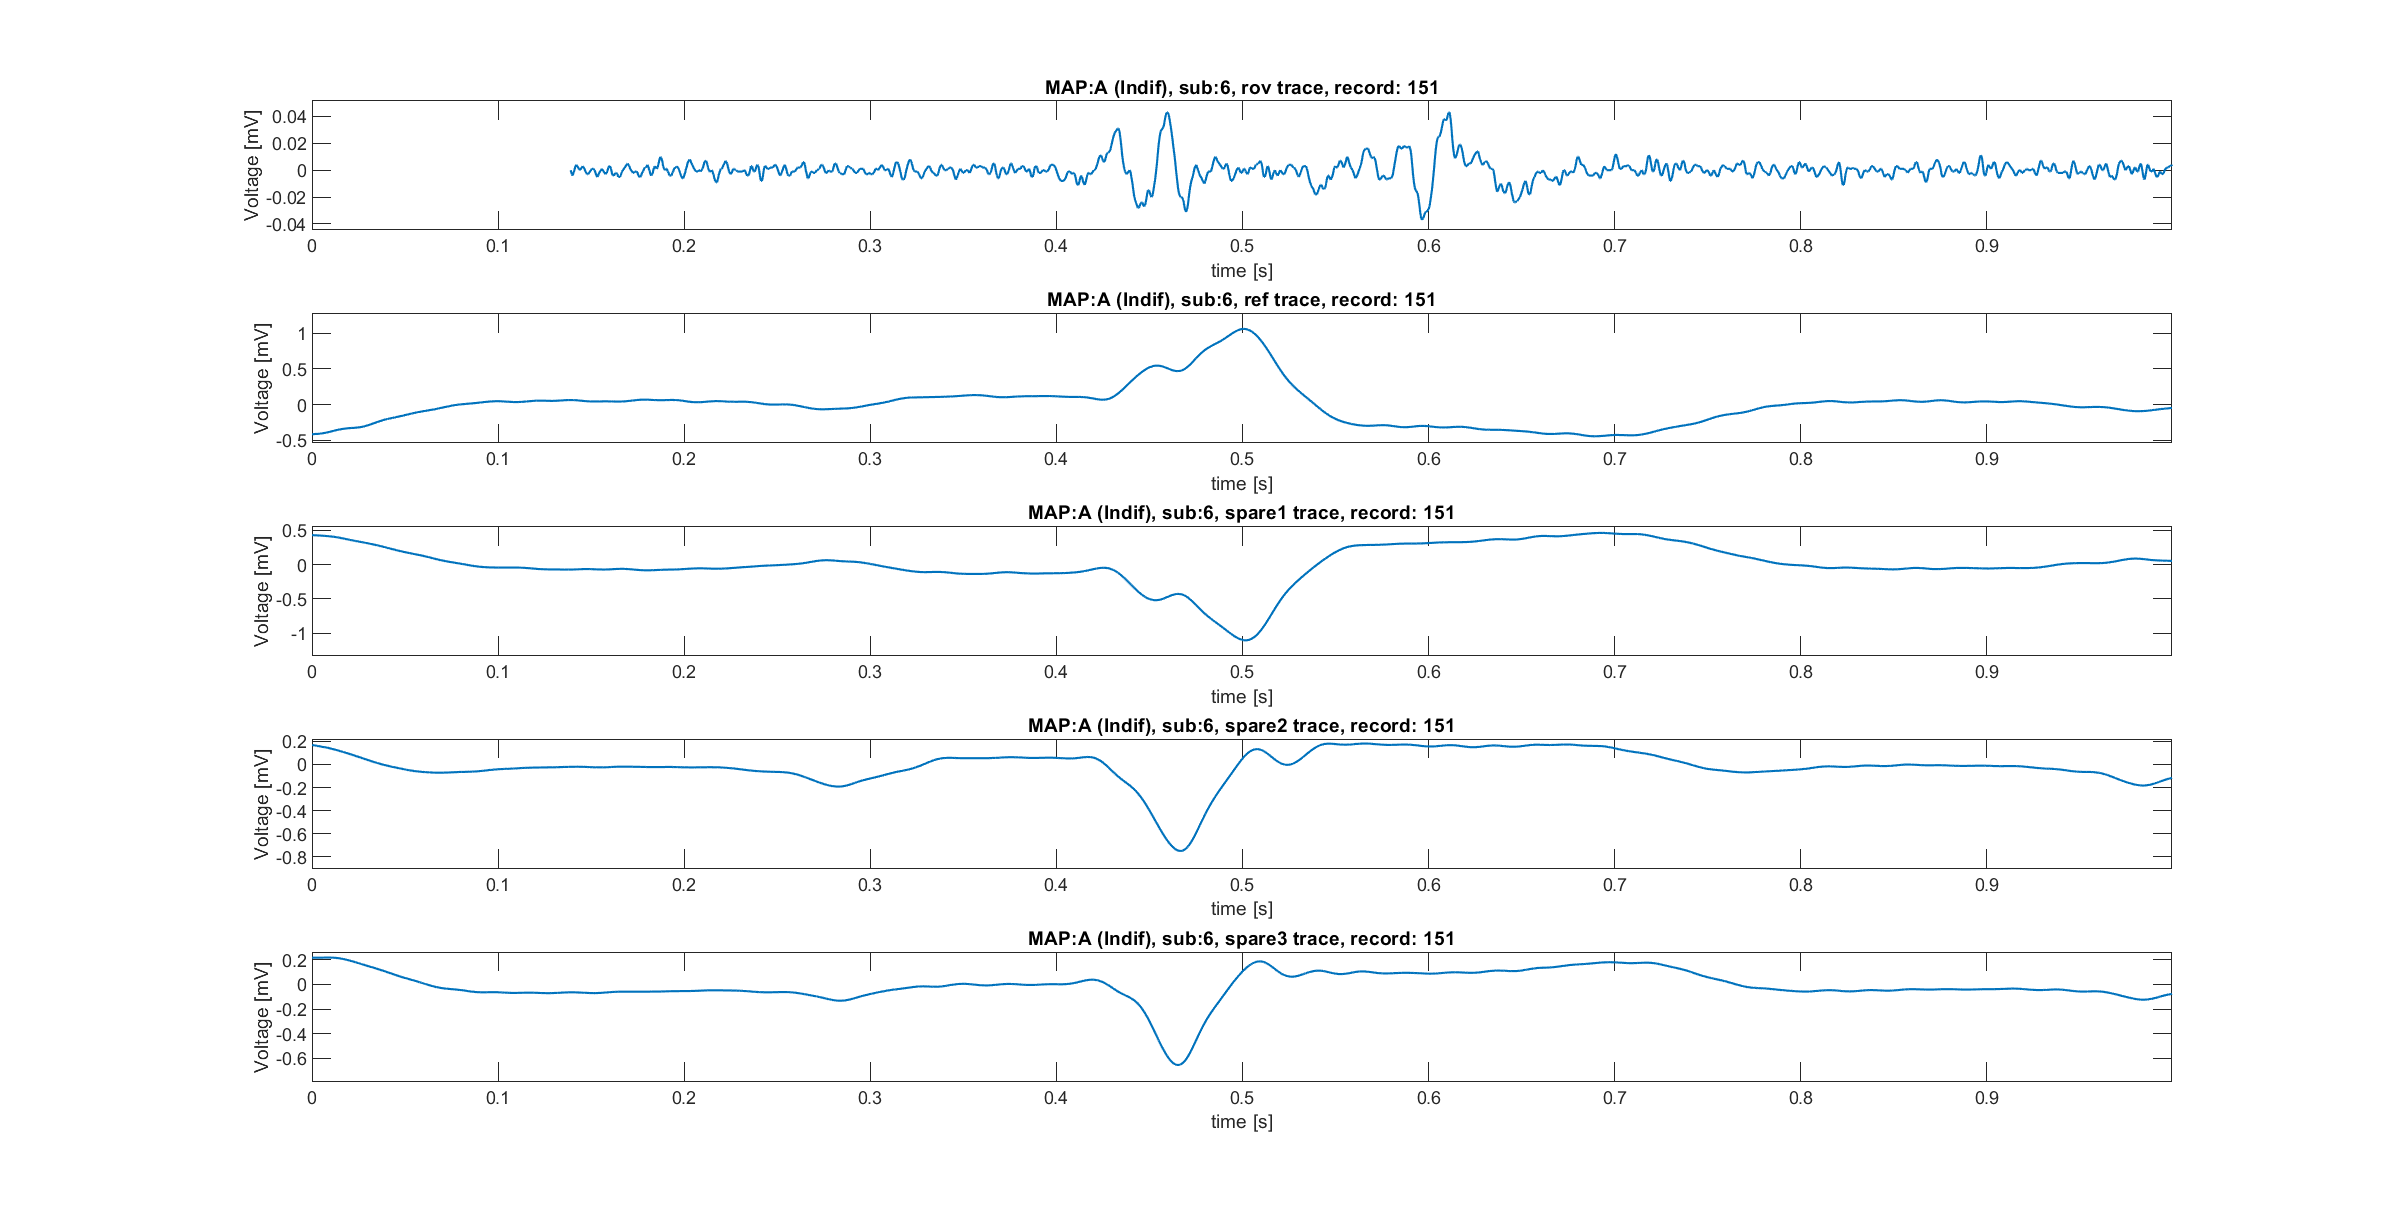 MAP:A (Indif), sub:6, rov trace, record: 151
Voltage [mV]
0.04
0.02
0
-0.02
-0.04
0 0.1 0.2 0.3 0.4 0.5 0.6 0.7 0.8 0.9
time [s]
MAP:A (Indif), sub:6, ref trace, record: 151
Voltage [mV]
1
0.5
0
-0.5
0 0.1 0.2 0.3 0.4 0.5 0.6 0.7 0.8 0.9
time [s]
MAP:A (Indif), sub:6, spare1 trace, record: 151
Voltage [mV]
0.5
0
-0.5
-1
0 0.1 0.2 0.3 0.4 0.5 0.6 0.7 0.8 0.9
time [s]
MAP:A (Indif), sub:6, spare2 trace, record: 151
Voltage [mV]
0.2
0
-0.2
-0.4
-0.6
-0.8
0 0.1 0.2 0.3 0.4 0.5 0.6 0.7 0.8 0.9
time [s]
MAP:A (Indif), sub:6, spare3 trace, record: 151
Voltage [mV]
0.2
0
-0.2
-0.4
-0.6
0 0.1 0.2 0.3 0.4 0.5 0.6 0.7 0.8 0.9
time [s]